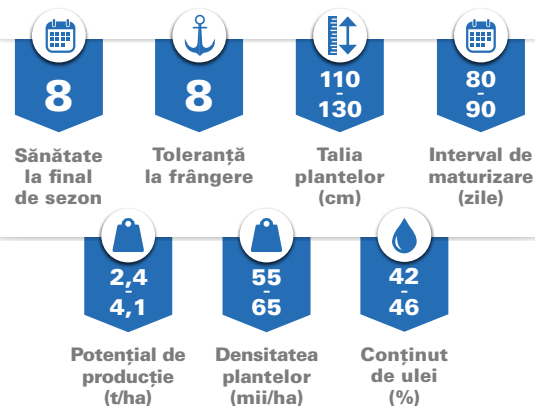 8
Sănătate
la final
de sezon
8
Toleranță
la frângere
110
-
130
Talia
plantelor
(cm)
80
-
90
Interval de
maturizare
(zile)
2,4
-
4,1
Potențial de
producție
(t/ha)
55
-
65
Densitatea
plantelor
(mii/ha)
42
-
46
Conținut
de ulei
(%)